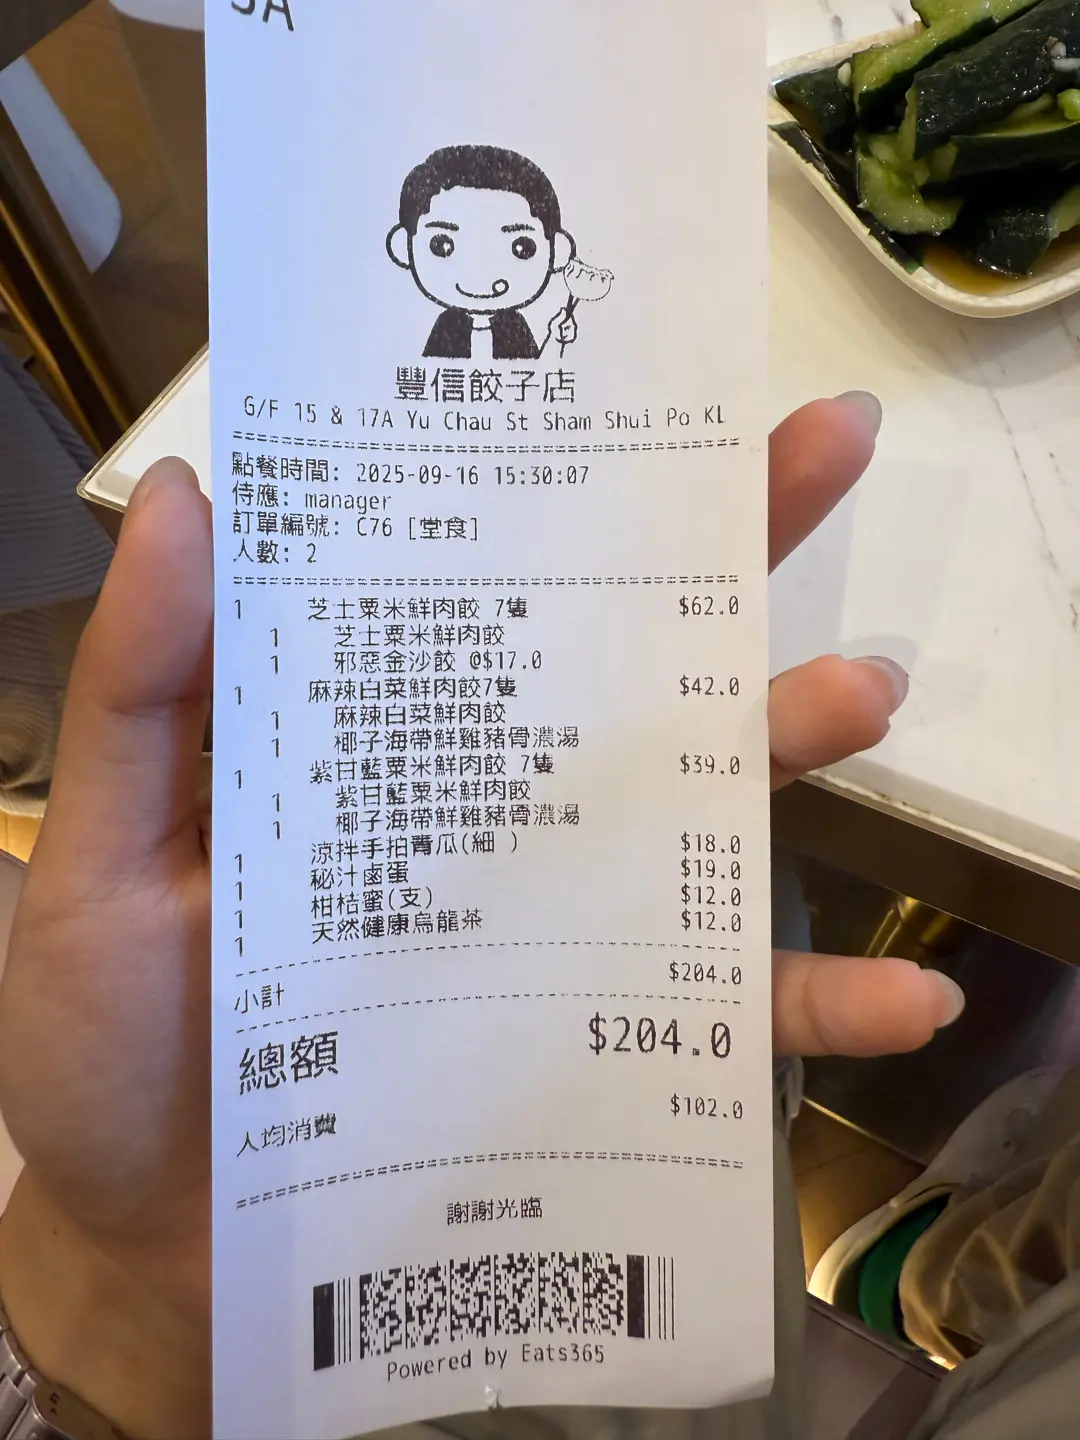 5A
豐信餃子店
G/F 15 & 17A Yu Chau St Sham Shui Po KL
點餐時間: 2025-09-16 15:30:07
侍應: manager
訂單編號: C76 [堂食]
人數: 2
1 芝士粟米鮮肉餃 7隻 $62.0
1 芝士粟米鮮肉餃
1 邪惡金沙餃 @$17.0
1 麻辣白菜鮮肉餃7隻 $42.0
1 麻辣白菜鮮肉餃
1 椰子海帶鮮雞豬骨濃湯
1 紫甘藍粟米鮮肉餃 7隻 $39.0
1 紫甘藍粟米鮮肉餃
1 椰子海帶鮮雞豬骨濃湯
1 涼拌手拍青瓜(細 ) $18.0
1 秘汁鹵蛋 $19.0
1 柑桔蜜(支) $12.0
1 天然健康烏龍茶 $12.0
小計 $204.0
總額 $204.0
人均消費 $102.0
謝謝光臨
Powered by Eats365